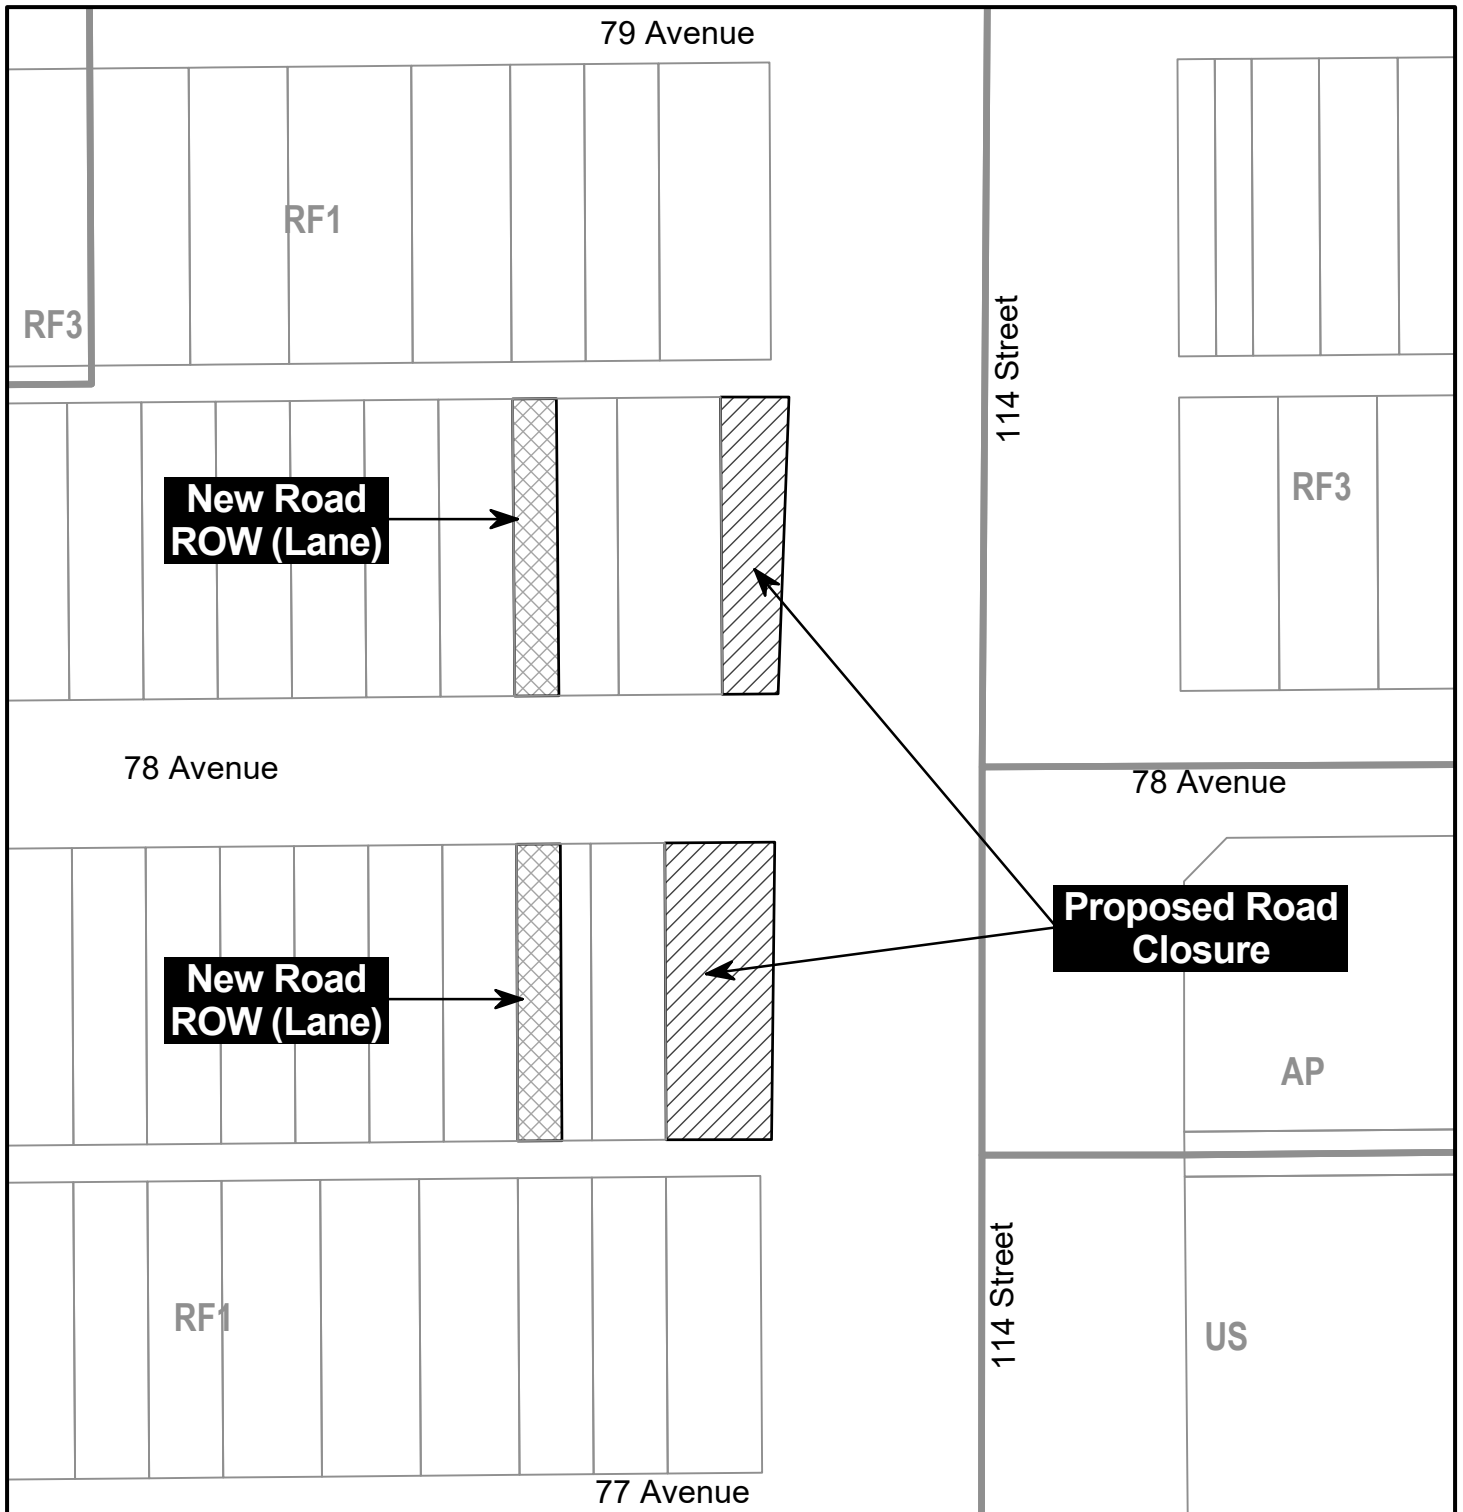 79 Avenue
RF1
RF3
114 Street
New Road
ROW (Lane)
RF3
78 Avenue
78 Avenue
Proposed Road
Closure
New Road
ROW (Lane)
AP
114 Street
RF1
US
77 Avenue